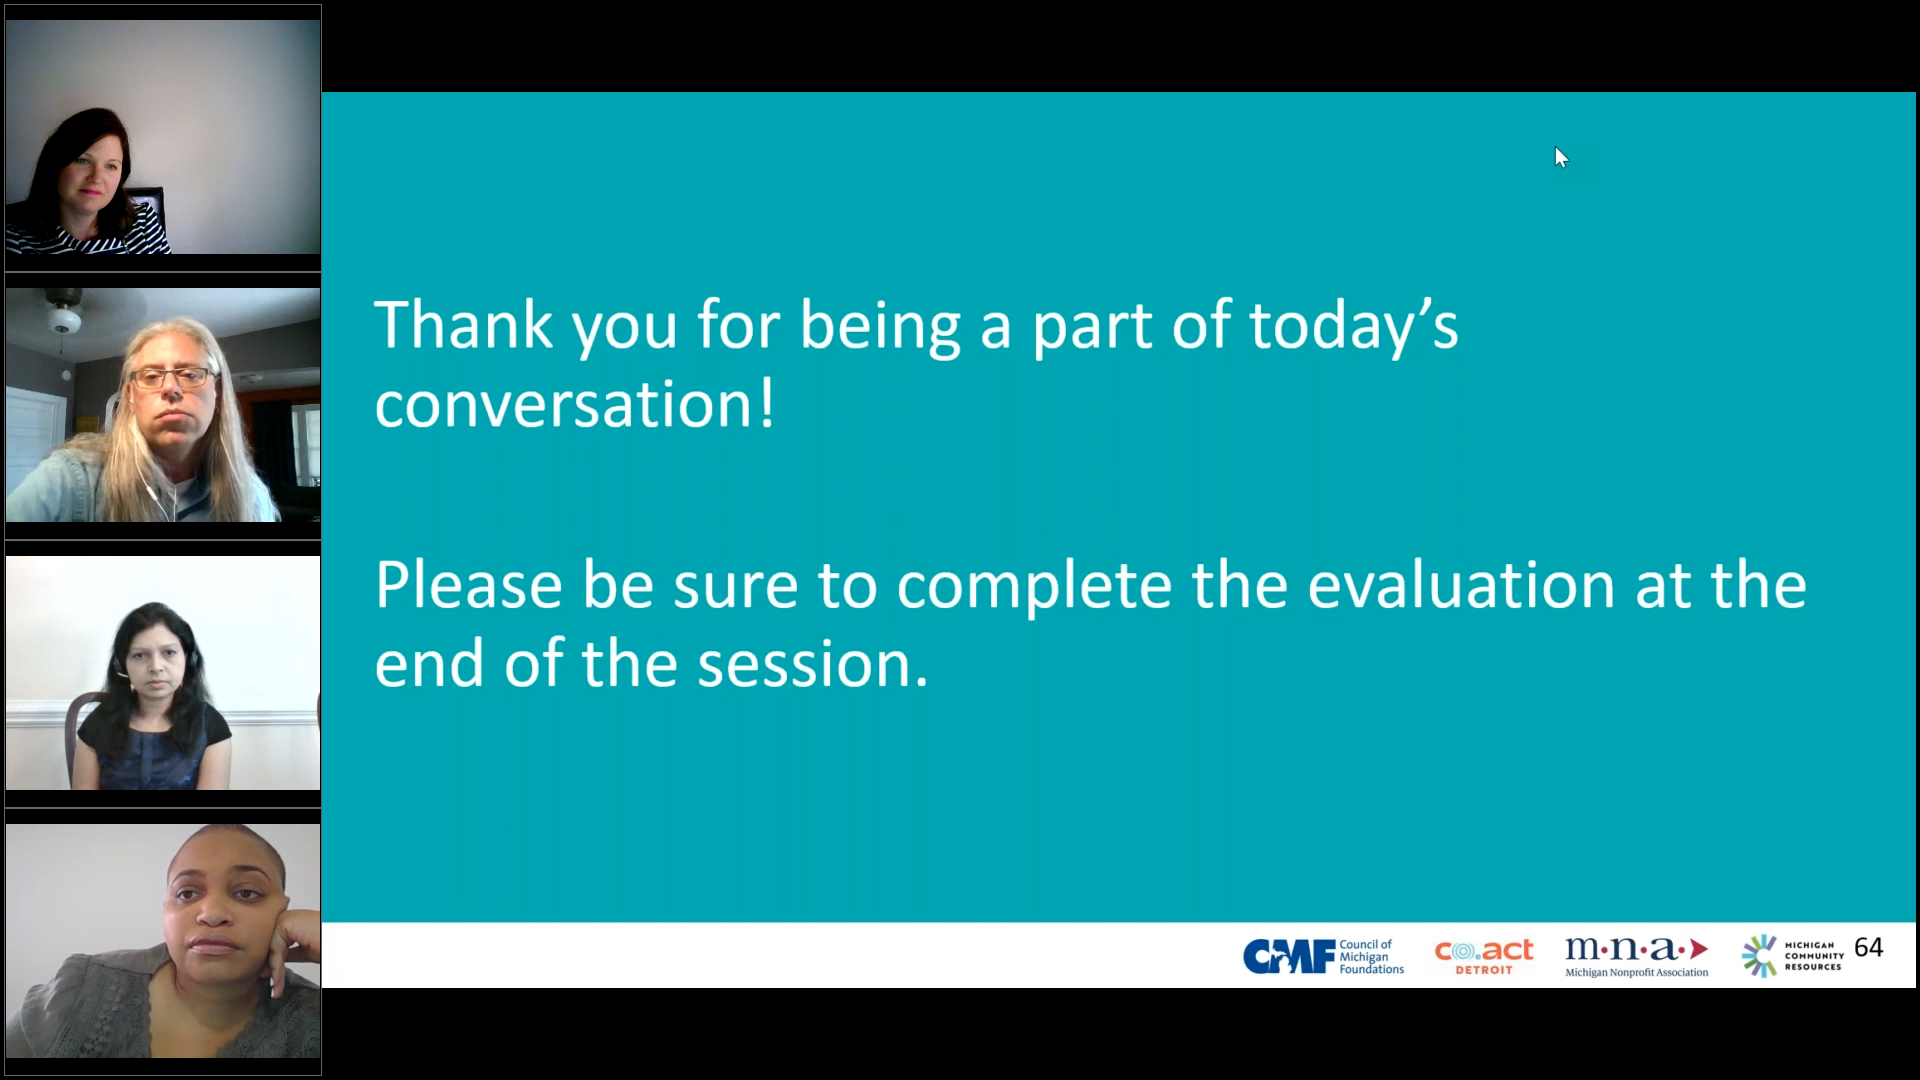 Thank you for being a part of today’s
conversation!
Please be sure to complete the evaluation at the
end of the session.
CMF Council of
Michigan
Foundations
co.act
DETROIT
m·n·a·
Michigan Nonprofit Association
MICHIGAN
COMMUNITY
RESOURCES
64